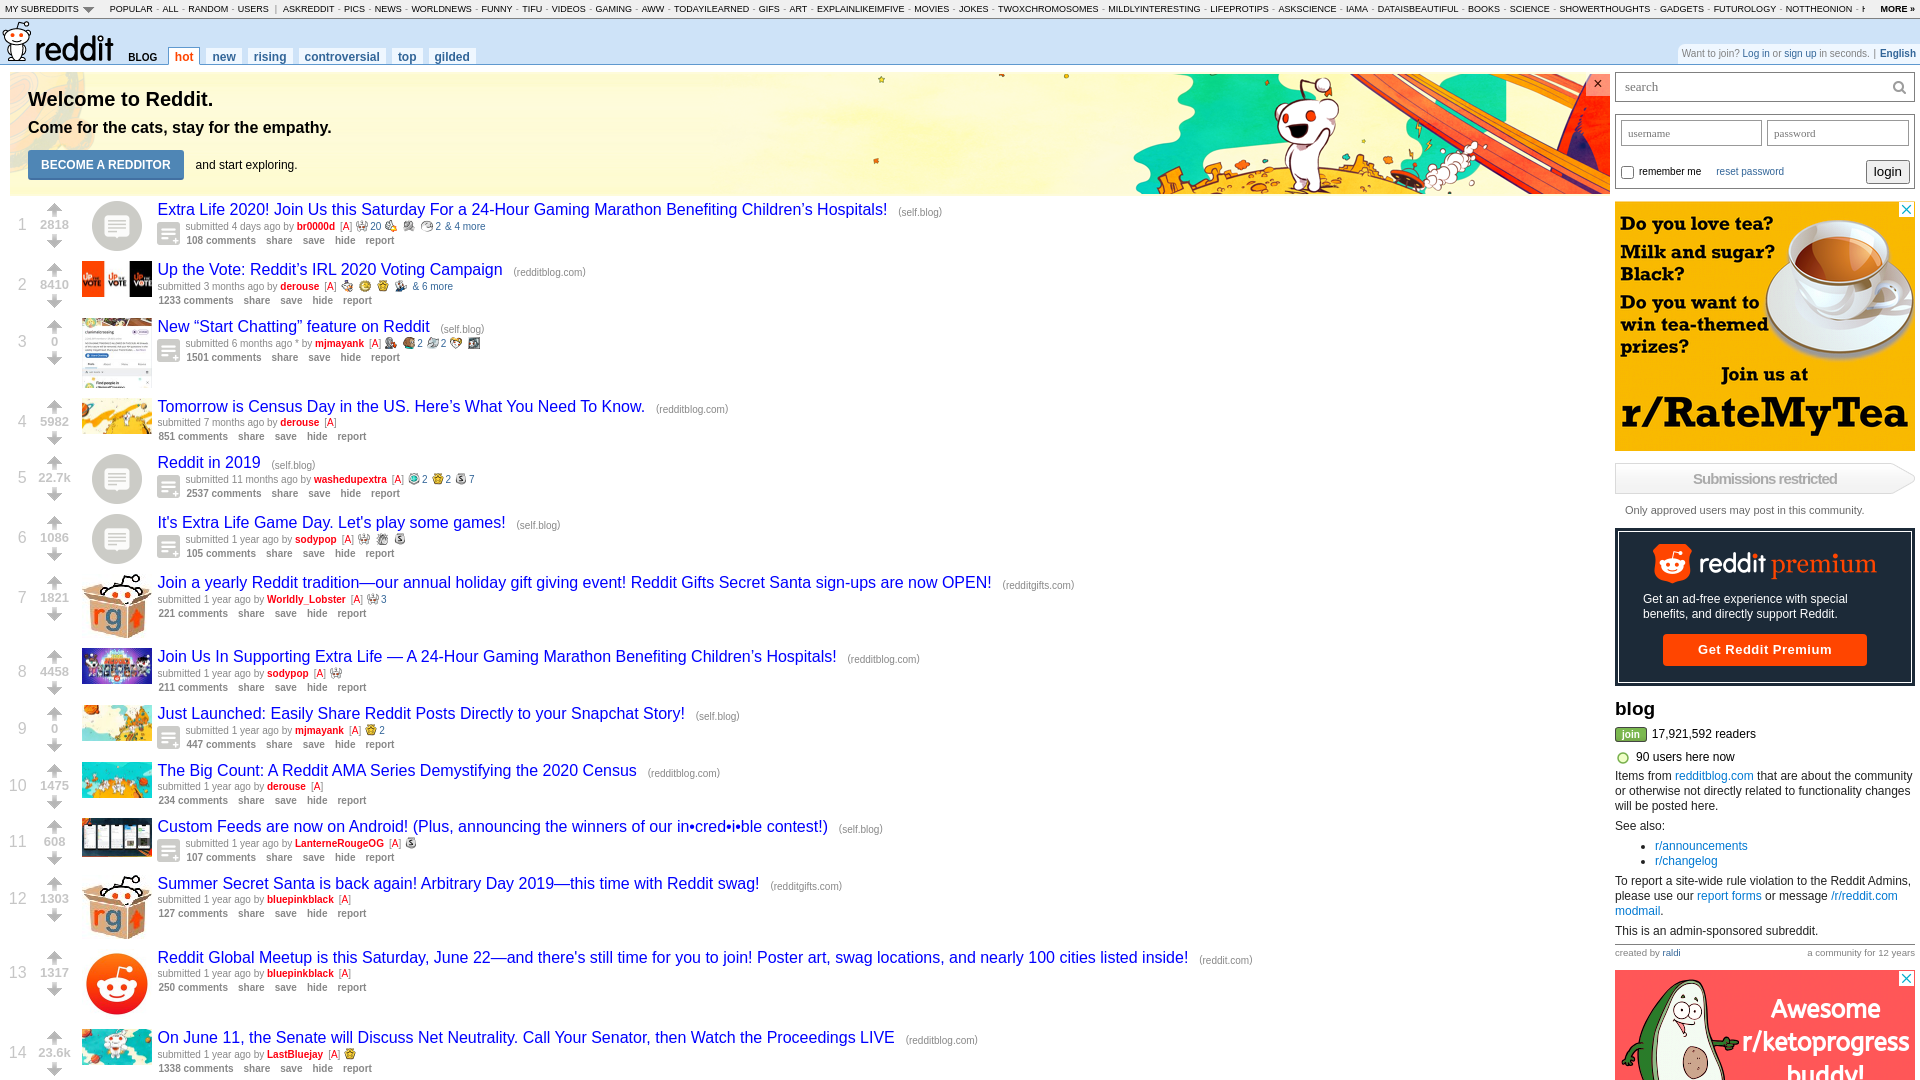 MY SUBREDDITS POPULAR - ALL - RANDOM - USERS | ASKREDDIT - PICS - NEWS - WORLDNEWS - FUNNY - TIFU - VIDEOS - GAMING - AWW - TODAYILEARNED - GIFS - ART - EXPLAINLIKEIMFIVE - MOVIES - JOKES - TWOXCHROMOSOMES - MILDLYINTERESTING - LIFEPROTIPS - ASKSCIENCE - IAMA - DATAISBEAUTIFUL - BOOKS - SCIENCE - SHOWERTHOUGHTS - GADGETS - FUTUROLOGY - NOTTHEONION - MORE »
reddit BLOG hot new rising controversial top gilded
Want to join? Log in or sign up in seconds. | English
Welcome to Reddit.
Come for the cats, stay for the empathy.
BECOME A REDDITOR and start exploring.
×
1 2818 Extra Life 2020! Join Us this Saturday For a 24-Hour Gaming Marathon Benefiting Children’s Hospitals! (self.blog)
submitted 4 days ago by br0000d [A] 20 2 & 4 more
108 comments share save hide report
2 8410 Up the Vote: Reddit’s IRL 2020 Voting Campaign (redditblog.com)
submitted 3 months ago by derouse [A] & 6 more
1233 comments share save hide report
3 0 New “Start Chatting” feature on Reddit (self.blog)
submitted 6 months ago * by mjmayank [A] 2 2
1501 comments share save hide report
4 5982 Tomorrow is Census Day in the US. Here’s What You Need To Know. (redditblog.com)
submitted 7 months ago by derouse [A]
851 comments share save hide report
5 22.7k Reddit in 2019 (self.blog)
submitted 11 months ago by washedupextra [A] 2 2 7
2537 comments share save hide report
6 1086 It's Extra Life Game Day. Let's play some games! (self.blog)
submitted 1 year ago by sodypop [A]
105 comments share save hide report
7 1821 Join a yearly Reddit tradition—our annual holiday gift giving event! Reddit Gifts Secret Santa sign-ups are now OPEN! (redditgifts.com)
submitted 1 year ago by Worldly_Lobster [A] 3
221 comments share save hide report
rg
8 4458 Join Us In Supporting Extra Life — A 24-Hour Gaming Marathon Benefiting Children’s Hospitals! (redditblog.com)
submitted 1 year ago by sodypop [A]
211 comments share save hide report
9 0 Just Launched: Easily Share Reddit Posts Directly to your Snapchat Story! (self.blog)
submitted 1 year ago by mjmayank [A] 2
447 comments share save hide report
10 1475 The Big Count: A Reddit AMA Series Demystifying the 2020 Census (redditblog.com)
submitted 1 year ago by derouse [A]
234 comments share save hide report
11 608 Custom Feeds are now on Android! (Plus, announcing the winners of our in•cred•i•ble contest!) (self.blog)
submitted 1 year ago by LanterneRougeOG [A]
107 comments share save hide report
12 1303 Summer Secret Santa is back again! Arbitrary Day 2019—this time with Reddit swag! (redditgifts.com)
submitted 1 year ago by bluepinkblack [A]
127 comments share save hide report
rg
13 1317 Reddit Global Meetup is this Saturday, June 22—and there's still time for you to join! Poster art, swag locations, and nearly 100 cities listed inside! (reddit.com)
submitted 1 year ago by bluepinkblack [A]
250 comments share save hide report
14 23.6k On June 11, the Senate will Discuss Net Neutrality. Call Your Senator, then Watch the Proceedings LIVE (redditblog.com)
submitted 1 year ago by LastBluejay [A]
1338 comments share save hide report
search
username password
remember me reset password login
Do you love tea?
Milk and sugar?
Black?
Do you want to
win tea-themed
prizes?
Join us at
r/RateMyTea
Submissions restricted
Only approved users may post in this community.
reddit premium
Get an ad-free experience with special
benefits, and directly support Reddit.
Get Reddit Premium
blog
join 17,921,592 readers
90 users here now
Items from redditblog.com that are about the community
or otherwise not directly related to functionality changes
will be posted here.
See also:
• r/announcements
• r/changelog
To report a site-wide rule violation to the Reddit Admins,
please use our report forms or message /r/reddit.com
modmail.
This is an admin-sponsored subreddit.
created by raldi a community for 12 years
Awesome
r/ketoprogress
buddy!